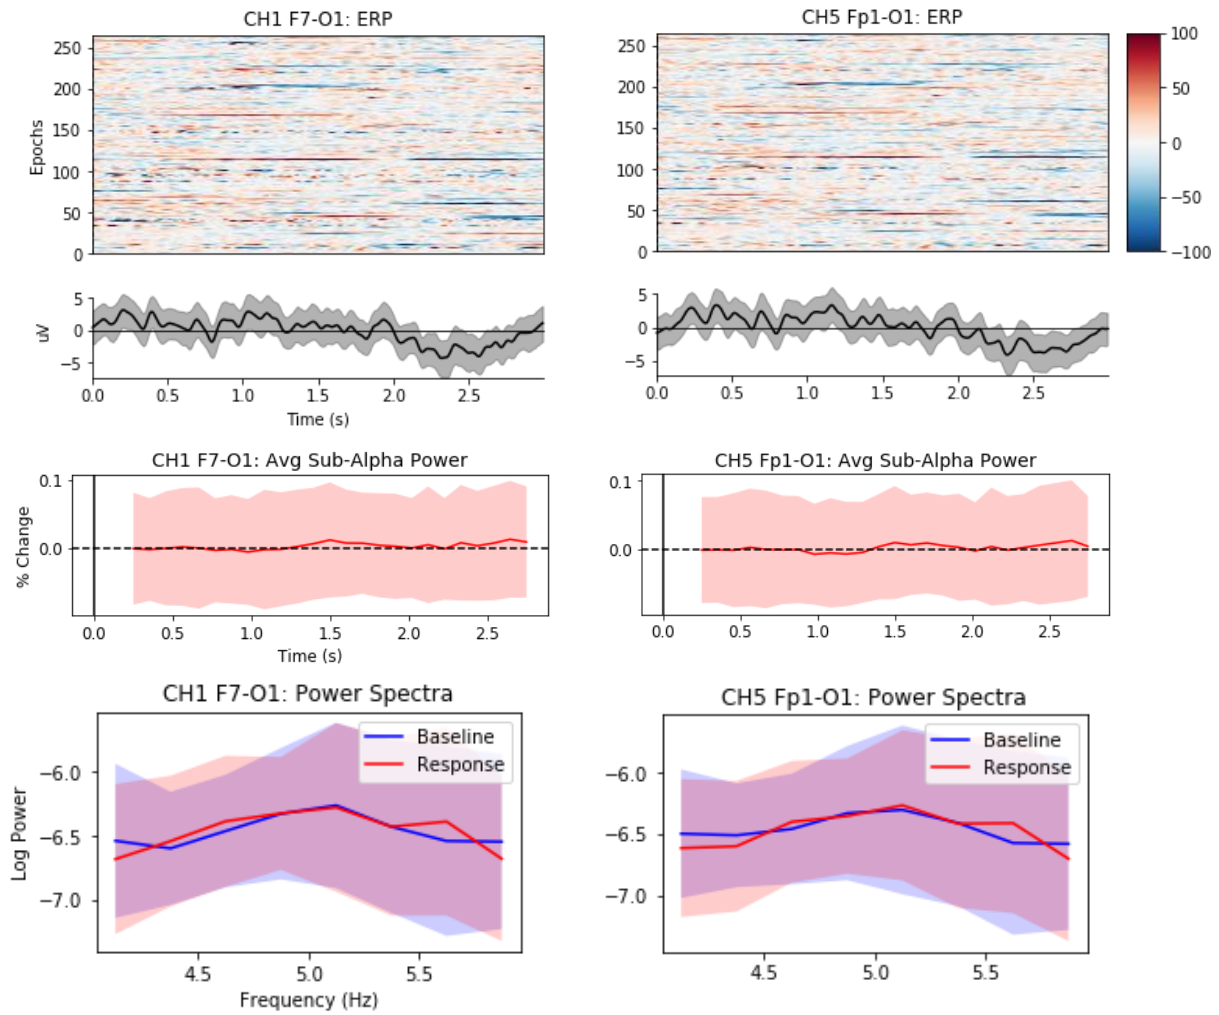 CH1 F7-O1: ERP
CH5 Fp1-O1: ERP
Epochs
250
200
150
100
50
0
250
200
150
100
50
0
100
50
0
−50
−100
uV
5
0
−5
0.0 0.5 1.0 1.5 2.0 2.5
Time (s)
5
0
−5
0.0 0.5 1.0 1.5 2.0 2.5
CH1 F7-O1: Avg Sub-Alpha Power
% Change
0.1
0.0
0.0 0.5 1.0 1.5 2.0 2.5
Time (s)
CH5 Fp1-O1: Avg Sub-Alpha Power
0.1
0.0
0.0 0.5 1.0 1.5 2.0 2.5
CH1 F7-O1: Power Spectra
Baseline
Response
Log Power
−6.0
−6.5
−7.0
4.5 5.0 5.5
Frequency (Hz)
CH5 Fp1-O1: Power Spectra
Baseline
Response
−6.0
−6.5
−7.0
4.5 5.0 5.5